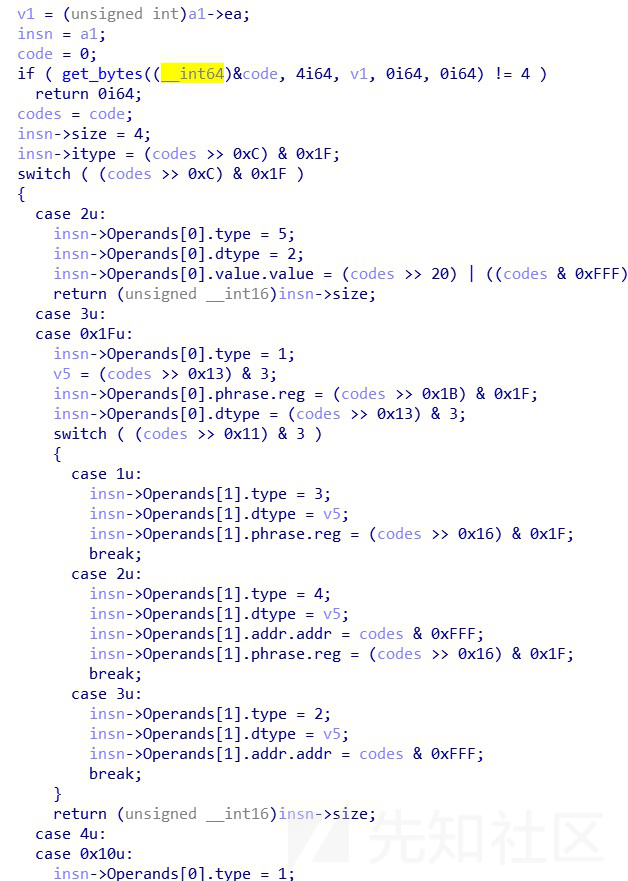 v1 = (unsigned int)a1->ea;
insn = a1;
code = 0;
if ( get_bytes((__int64)&code, 4i64, v1, 0i64, 0i64) != 4 )
  return 0i64;
codes = code;
insn->size = 4;
insn->itype = (codes >> 0xC) & 0x1F;
switch ( (codes >> 0xC) & 0x1F )
{
  case 2u:
    insn->Operands[0].type = 5;
    insn->Operands[0].dtype = 2;
    insn->Operands[0].value.value = (codes >> 20) | ((codes & 0xFFF)
    return (unsigned __int16)insn->size;
  case 3u:
  case 0x1Fu:
    insn->Operands[0].type = 1;
    v5 = (codes >> 0x13) & 3;
    insn->Operands[0].phrase.reg = (codes >> 0x1B) & 0x1F;
    insn->Operands[0].dtype = (codes >> 0x13) & 3;
    switch ( (codes >> 0x11) & 3 )
    {
      case 1u:
        insn->Operands[1].type = 3;
        insn->Operands[1].dtype = v5;
        insn->Operands[1].phrase.reg = (codes >> 0x16) & 0x1F;
        break;
      case 2u:
        insn->Operands[1].type = 4;
        insn->Operands[1].dtype = v5;
        insn->Operands[1].addr.addr = codes & 0xFFF;
        insn->Operands[1].phrase.reg = (codes >> 0x16) & 0x1F;
        break;
      case 3u:
        insn->Operands[1].type = 2;
        insn->Operands[1].dtype = v5;
        insn->Operands[1].addr.addr = codes & 0xFFF;
        break;
    }
    return (unsigned __int16)insn->size;
  case 4u:
  case 0x10u:
    insn->Operands[0].type = 1;
先知社区